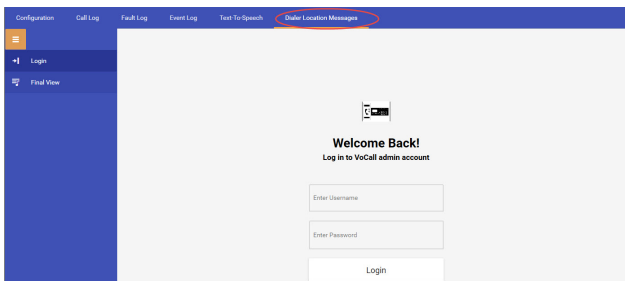 Configuration Call Log Fault Log Event Log Text-To-Speech Dialer Location Messages
Login
Final View
Welcome Back!
Log in to VoCall admin account
Enter Username
Enter Password
Login